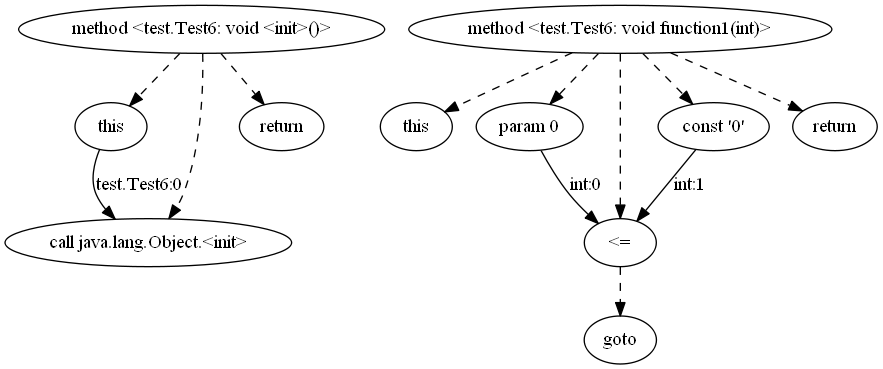 method <test.Test6: void <init>()>
method <test.Test6: void function1(int)>
this
return
this
param 0
const '0'
return
test.Test6:0
int:0
int:1
call java.lang.Object.<init>
<=
goto